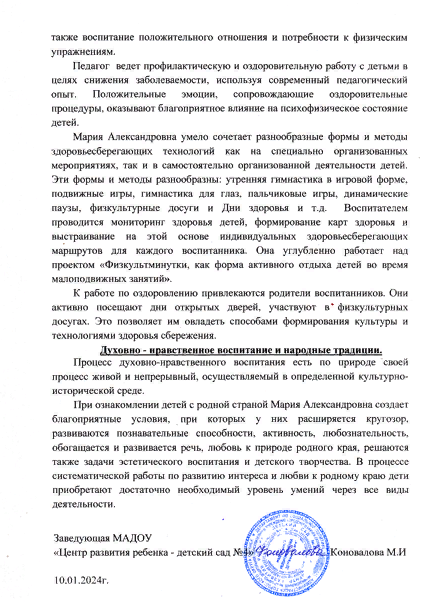 также воспитание положительного отношения и потребности к физическим
упражнениям.
Педагог ведет профилактическую и оздоровительную работу с детьми в
целях снижения заболеваемости, используя современный педагогический
опыт. Положительные эмоции, сопровождающие оздоровительные
процедуры, оказывают благоприятное влияние на психофизическое состояние
детей.
Мария Александровна умело сочетает разнообразные формы и методы
здоровьесберегающих технологий как на специально организованных
мероприятиях, так и в самостоятельно организованной деятельности детей.
Эти формы и методы разнообразны: утренняя гимнастика в игровой форме,
подвижные игры, гимнастика для глаз, пальчиковые игры, динамические
паузы, физкультурные досуги и Дни здоровья и т.д. Воспитателем
проводится мониторинг здоровья детей, формирование карт здоровья и
выстраивание на этой основе индивидуальных здоровьесберегающих
маршрутов для каждого воспитанника. Она углубленно работает над
проектом «Физкультминутки, как форма активного отдыха детей во время
малоподвижных занятий».
К работе по оздоровлению привлекаются родители воспитанников. Они
активно посещают дни открытых дверей, участвуют в физкультурных
досугах. Это позволяет им овладеть способами формирования культуры и
технологиями здоровья сбережения.
Духовно - нравственное воспитание и народные традиции.
Процесс духовно-нравственного воспитания есть по природе своей
процесс живой и непрерывный, осуществляемый в определенной культурно-
исторической среде.
При ознакомлении детей с родной страной Мария Александровна создает
благоприятные условия, при которых у них расширяется кругозор,
развиваются познавательные способности, активность, любознательность,
обогащается и развивается речь, любовь к природе родного края, решаются
также задачи эстетического воспитания и детского творчества. В процессе
систематической работы по развитию интереса и любви к родному краю дети
приобретают достаточно необходимый уровень умений через все виды
деятельности.
Заведующая МАДОУ
«Центр развития ребенка - детский сад №4» Коновалова М.И
10.01.2024г.